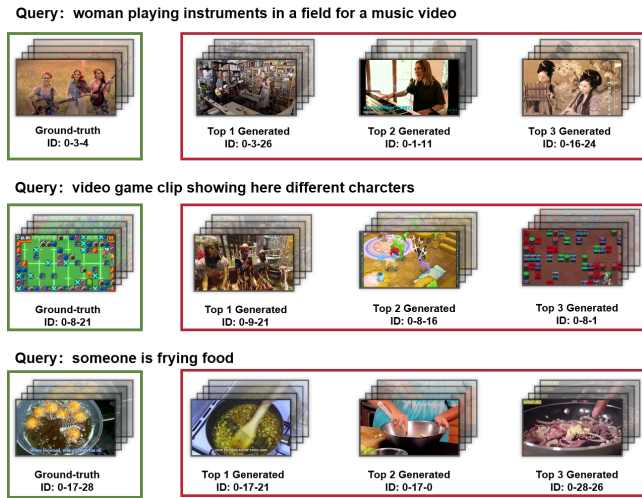 Query: woman playing instruments in a field for a music video
Ground-truth
ID: 0-3-4
Top 1 Generated
ID: 0-3-26
Top 2 Generated
ID: 0-1-11
Top 3 Generated
ID: 0-16-24
Query: video game clip showing here different charcters
Ground-truth
ID: 0-8-21
Top 1 Generated
ID: 0-9-21
Top 2 Generated
ID: 0-8-16
Top 3 Generated
ID: 0-8-1
Query: someone is frying food
When browned, remove
Ground-truth
ID: 0-17-28
Top 1 Generated
ID: 0-17-21
Top 2 Generated
ID: 0-17-0
Top 3 Generated
ID: 0-28-26